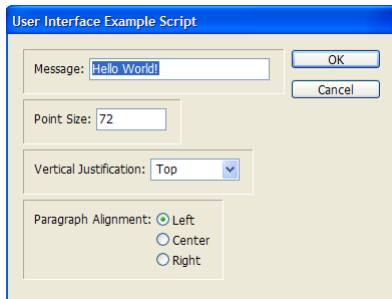 User Interface Example Script
Message: Hello World!
OK
Cancel
Point Size: 72
Vertical Justification: Top
Paragraph Alignment: Left
Center
Right